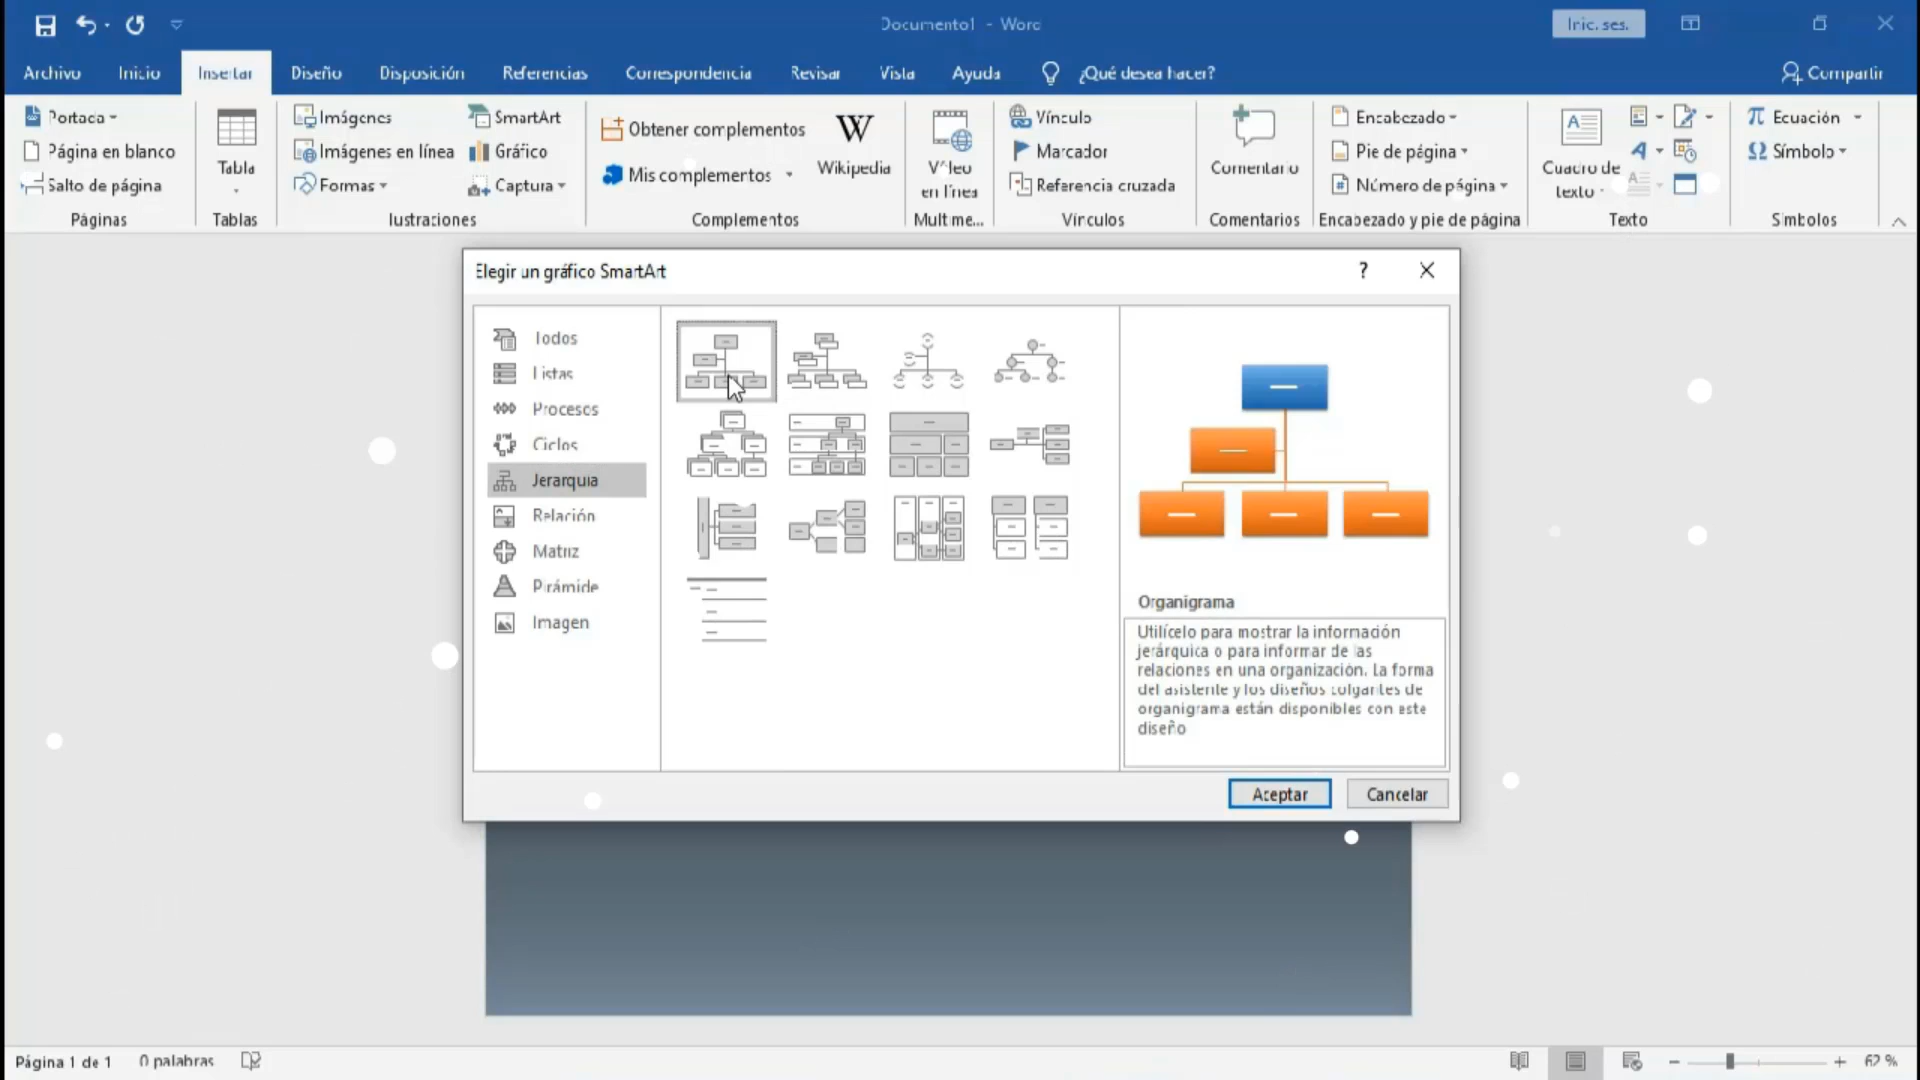 Documento1 - Word
Inic. ses.
Archivo
Inicio
Insertar
Diseño
Disposición
Referencias
Correspondencia
Revisar
Vista
Ayuda
¿Qué desea hacer?
Compartir
Portada
Página en blanco
Salto de página
Páginas
Tabla
Tablas
Imágenes
Imágenes en línea
Formas
SmartArt
Gráfico
Captura
Ilustraciones
Obtener complementos
Mis complementos
W
Wikipedia
Complementos
Vídeo
en línea
Multime...
Vínculo
Marcador
Referencia cruzada
Vínculos
Comentario
Comentarios
Encabezado
Pie de página
Número de página
Encabezado y pie de página
Cuadro de
texto
Texto
Ecuación
Símbolo
Símbolos
Elegir un gráfico SmartArt
?
Todos
Listas
Procesos
Ciclos
Jerarquía
Relación
Matriz
Pirámide
Imagen
Organigrama
Utilícelo para mostrar la información
jerárquica o para informar de las
relaciones en una organización. La forma
del asistente y los diseños colgantes de
organigrama están disponibles con este
diseño
Aceptar
Cancelar
Página 1 de 1
0 palabras
62 %